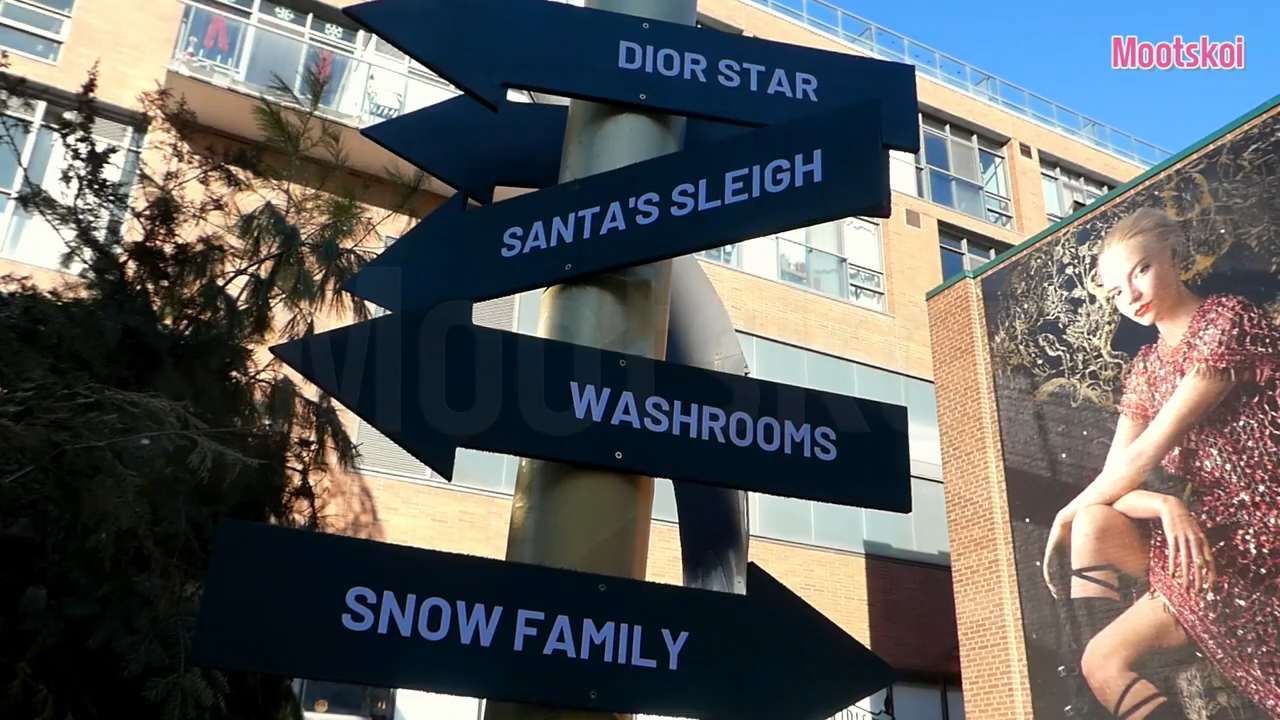 Mootskoi
DIOR STAR
SANTA'S SLEIGH
WASHROOMS
SNOW FAMILY